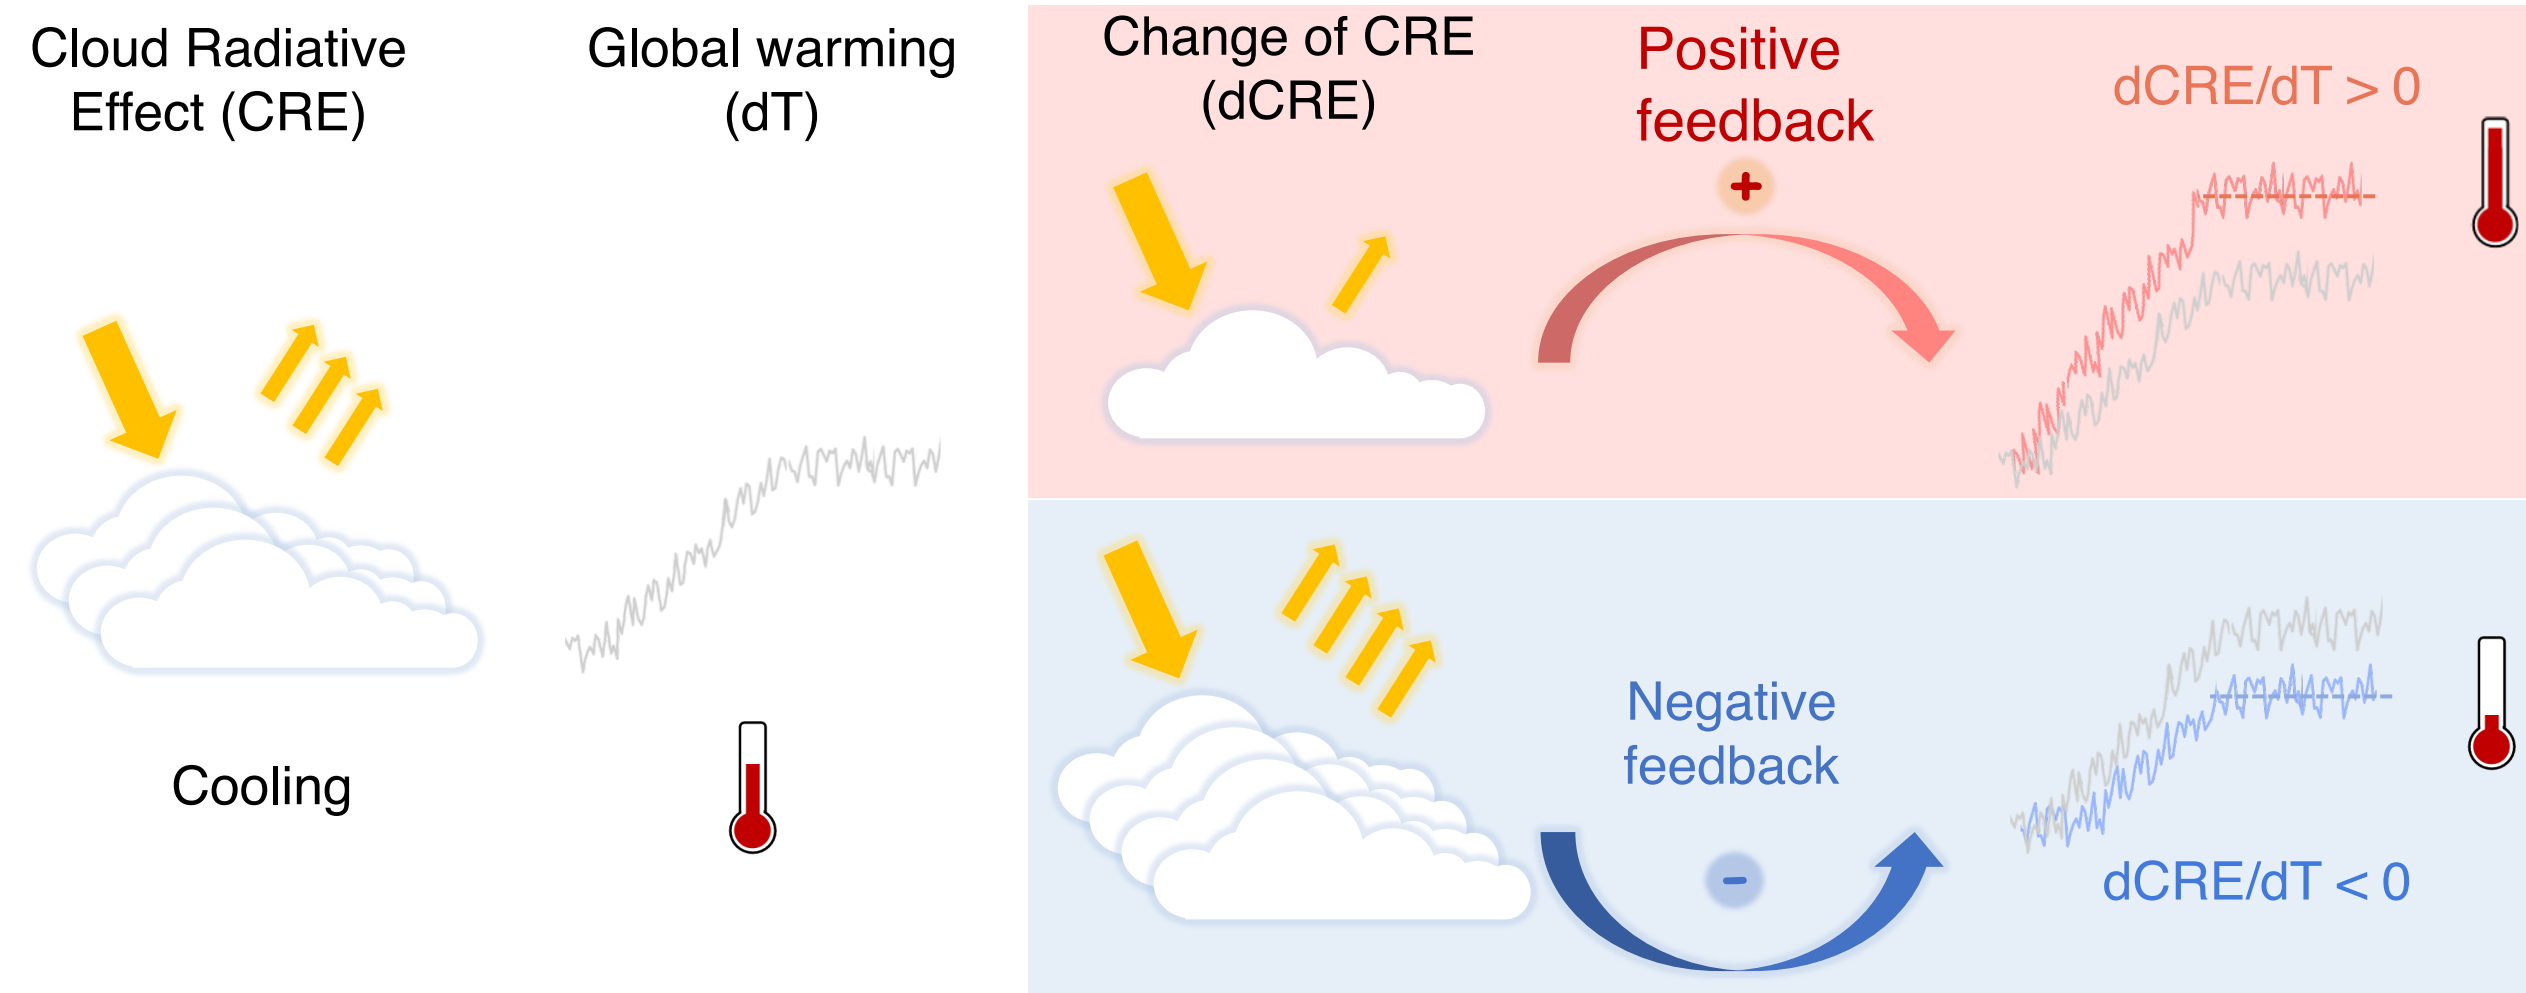 Cloud Radiative
Effect (CRE)
Global warming
(dT)
Change of CRE
(dCRE)
Positive
feedback
+
dCRE/dT > 0
Cooling
Negative
feedback
-
dCRE/dT < 0